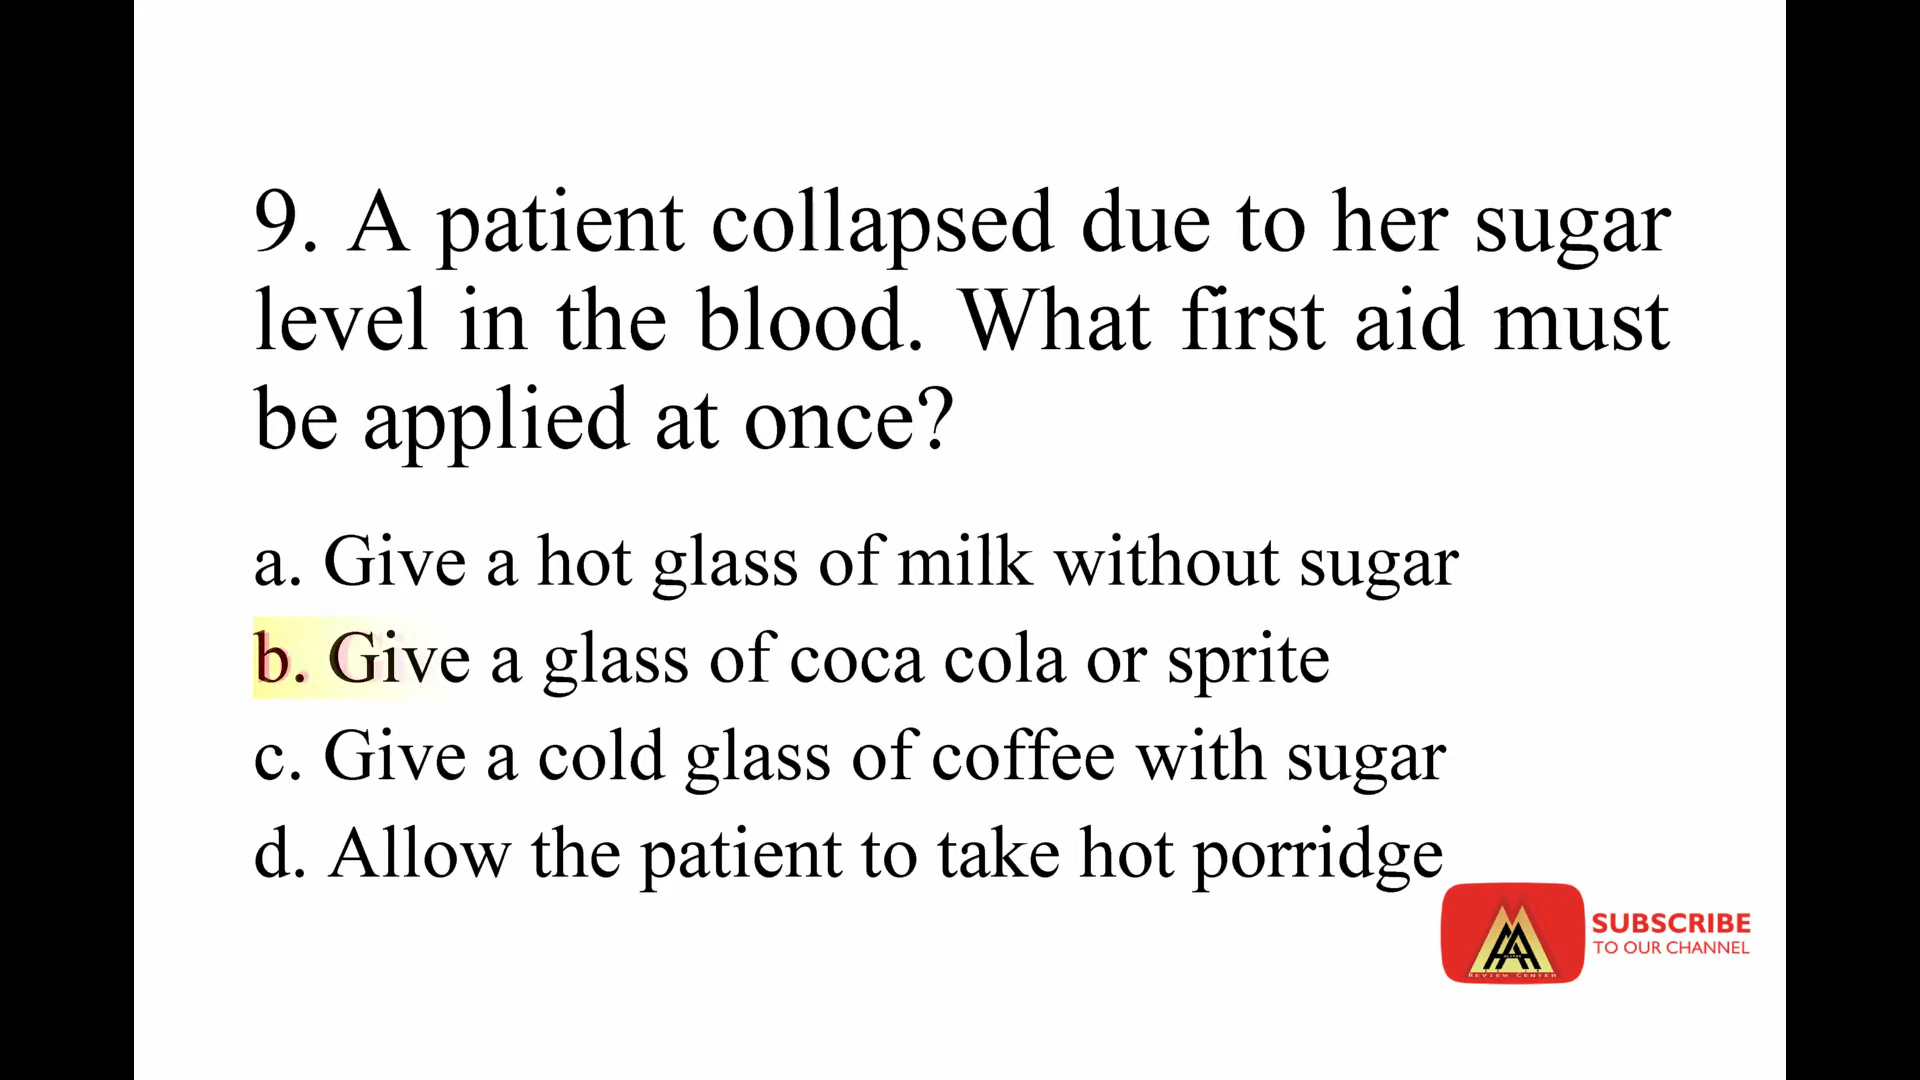 9. A patient collapsed due to her sugar
level in the blood. What first aid must
be applied at once?
a. Give a hot glass of milk without sugar
b. Give a glass of coca cola or sprite
c. Give a cold glass of coffee with sugar
d. Allow the patient to take hot porridge
SUBSCRIBE
TO OUR CHANNEL
REVIEW CENTER